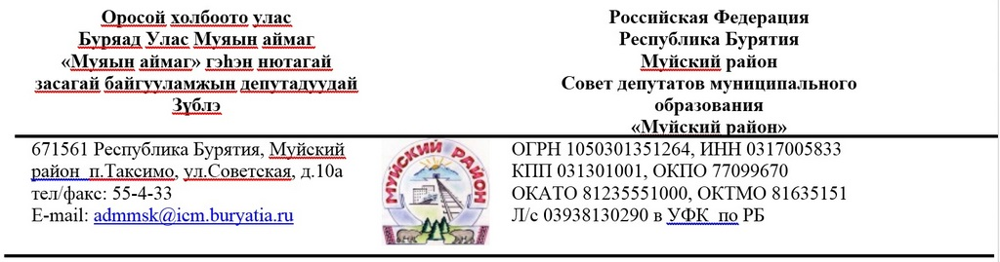 Оросой холбоото улас
Буряад Улас Муяын аймаг
«Муяын аймаг» гэhэн нютагай
засагай байгууламжын депутадуудай
Зүблэ
Российская Федерация
Республика Бурятия
Муйский район
Совет депутатов муниципального
образования
«Муйский район»
671561 Республика Бурятия, Муйский
район п.Таксимо, ул.Советская, д.10а
тел/факс: 55-4-33
E-mail: admmsk@icm.buryatia.ru
МУЙСКИЙ РАЙОН
ОГРН 1050301351264, ИНН 0317005833
КПП 031301001, ОКПО 77099670
ОКАТО 81235551000, ОКТМО 81635151
Л/с 03938130290 в УФК по РБ